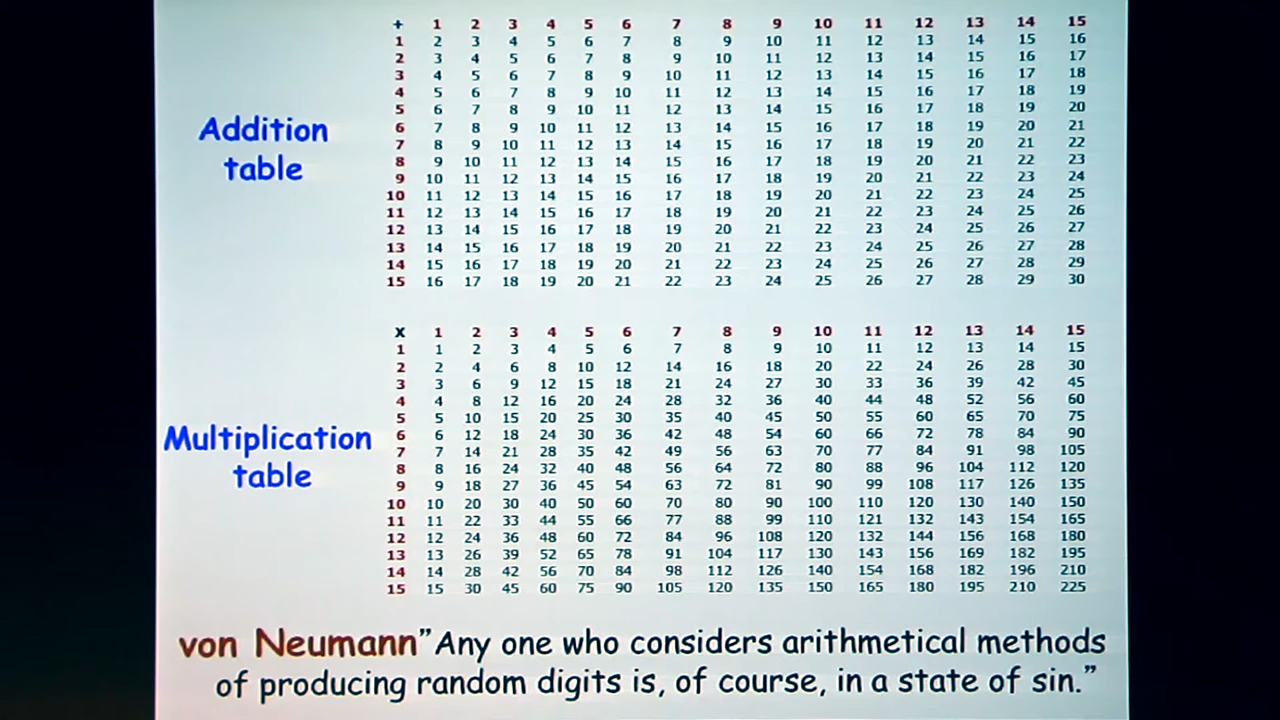 + 1 2 3 4 5 6 7 8 9 10 11 12 13 14 15
1 2 3 4 5 6 7 8 9 10 11 12 13 14 15 16
2 3 4 5 6 7 8 9 10 11 12 13 14 15 16 17
3 4 5 6 7 8 9 10 11 12 13 14 15 16 17 18
4 5 6 7 8 9 10 11 12 13 14 15 16 17 18 19
5 6 7 8 9 10 11 12 13 14 15 16 17 18 19 20
Addition
6 7 8 9 10 11 12 13 14 15 16 17 18 19 20 21
7 8 9 10 11 12 13 14 15 16 17 18 19 20 21 22
table
8 9 10 11 12 13 14 15 16 17 18 19 20 21 22 23
9 10 11 12 13 14 15 16 17 18 19 20 21 22 23 24
10 11 12 13 14 15 16 17 18 19 20 21 22 23 24 25
11 12 13 14 15 16 17 18 19 20 21 22 23 24 25 26
12 13 14 15 16 17 18 19 20 21 22 23 24 25 26 27
13 14 15 16 17 18 19 20 21 22 23 24 25 26 27 28
14 15 16 17 18 19 20 21 22 23 24 25 26 27 28 29
15 16 17 18 19 20 21 22 23 24 25 26 27 28 29 30
X 1 2 3 4 5 6 7 8 9 10 11 12 13 14 15
1 1 2 3 4 5 6 7 8 9 10 11 12 13 14 15
2 2 4 6 8 10 12 14 16 18 20 22 24 26 28 30
3 3 6 9 12 15 18 21 24 27 30 33 36 39 42 45
4 4 8 12 16 20 24 28 32 36 40 44 48 52 56 60
5 5 10 15 20 25 30 35 40 45 50 55 60 65 70 75
Multiplication
6 6 12 18 24 30 36 42 48 54 60 66 72 78 84 90
7 7 14 21 28 35 42 49 56 63 70 77 84 91 98 105
table
8 8 16 24 32 40 48 56 64 72 80 88 96 104 112 120
9 9 18 27 36 45 54 63 72 81 90 99 108 117 126 135
10 10 20 30 40 50 60 70 80 90 100 110 120 130 140 150
11 11 22 33 44 55 66 77 88 99 110 121 132 143 154 165
12 12 24 36 48 60 72 84 96 108 120 132 144 156 168 180
13 13 26 39 52 65 78 91 104 117 130 143 156 169 182 195
14 14 28 42 56 70 84 98 112 126 140 154 168 182 196 210
15 15 30 45 60 75 90 105 120 135 150 165 180 195 210 225
von Neumann”Any one who considers arithmetical methods
of producing random digits is, of course, in a state of sin.”